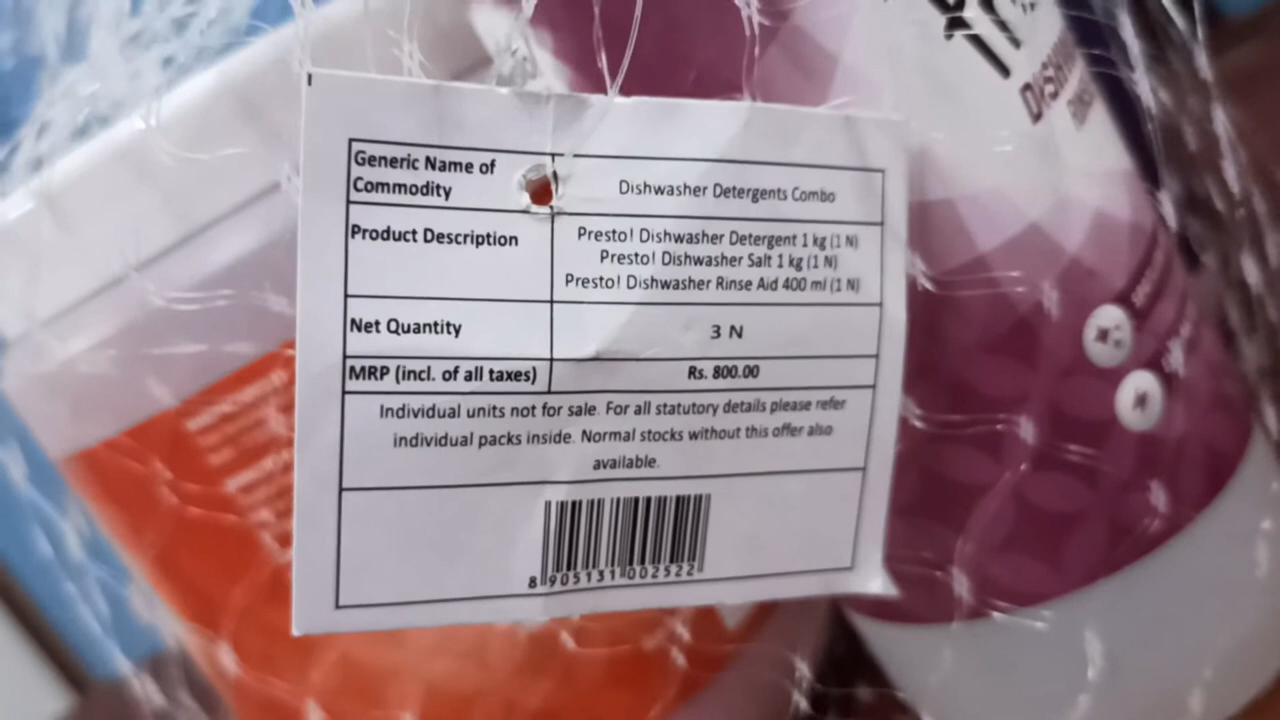 Generic Name of
Commodity
Dishwasher Detergents Combo
Product Description
Presto! Dishwasher Detergent 1 kg (1 N)
Presto! Dishwasher Salt 1 kg (1 N)
Presto! Dishwasher Rinse Aid 400 ml (1 N)
Net Quantity
3 N
MRP (incl. of all taxes)
Rs. 800.00
Individual units not for sale. For all statutory details please refer
individual packs inside. Normal stocks without this offer also
available.
8 905131 002522